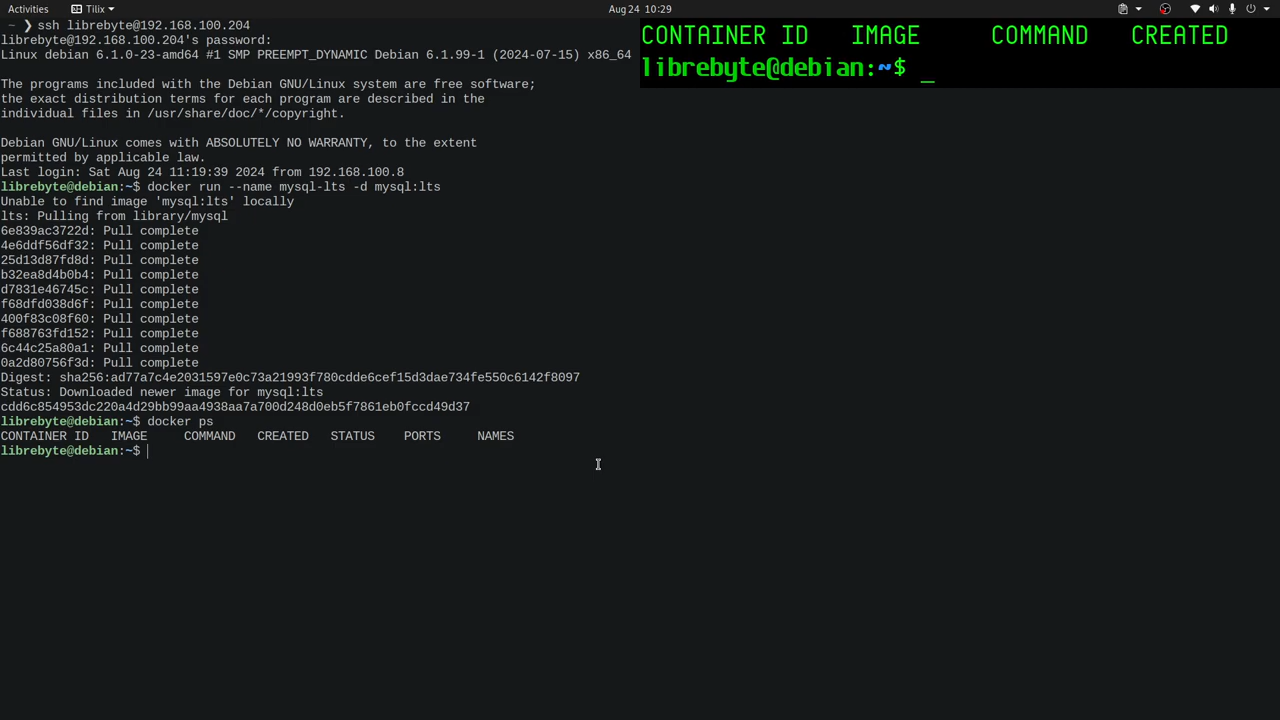 Activities Tilix Aug 24 10:29
~ ❯ ssh librebyte@192.168.100.204
librebyte@192.168.100.204's password:
Linux debian 6.1.0-23-amd64 #1 SMP PREEMPT_DYNAMIC Debian 6.1.99-1 (2024-07-15) x86_64
The programs included with the Debian GNU/Linux system are free software;
the exact distribution terms for each program are described in the
individual files in /usr/share/doc/*/copyright.
Debian GNU/Linux comes with ABSOLUTELY NO WARRANTY, to the extent
permitted by applicable law.
Last login: Sat Aug 24 11:19:39 2024 from 192.168.100.8
librebyte@debian:~$ docker run --name mysql-lts -d mysql:lts
Unable to find image 'mysql:lts' locally
lts: Pulling from library/mysql
6e839ac3722d: Pull complete
4e6ddf56df32: Pull complete
25d13d87fd8d: Pull complete
b32ea8d4b0b4: Pull complete
d7831e46745c: Pull complete
f68dfd038d6f: Pull complete
400f83c08f60: Pull complete
f688763fd152: Pull complete
6c44c25a80a1: Pull complete
0a2d80756f3d: Pull complete
Digest: sha256:ad77a7c4e2031597e0c73a21993f780cdde6cef15d3dae734fe550c6142f8097
Status: Downloaded newer image for mysql:lts
cdd6c854953dc220a4d29bb99aa4938aa7a700d248d0eb5f7861eb0fccd49d37
librebyte@debian:~$ docker ps
CONTAINER ID IMAGE COMMAND CREATED STATUS PORTS NAMES
librebyte@debian:~$
CONTAINER ID IMAGE COMMAND CREATED
librebyte@debian:~$ _